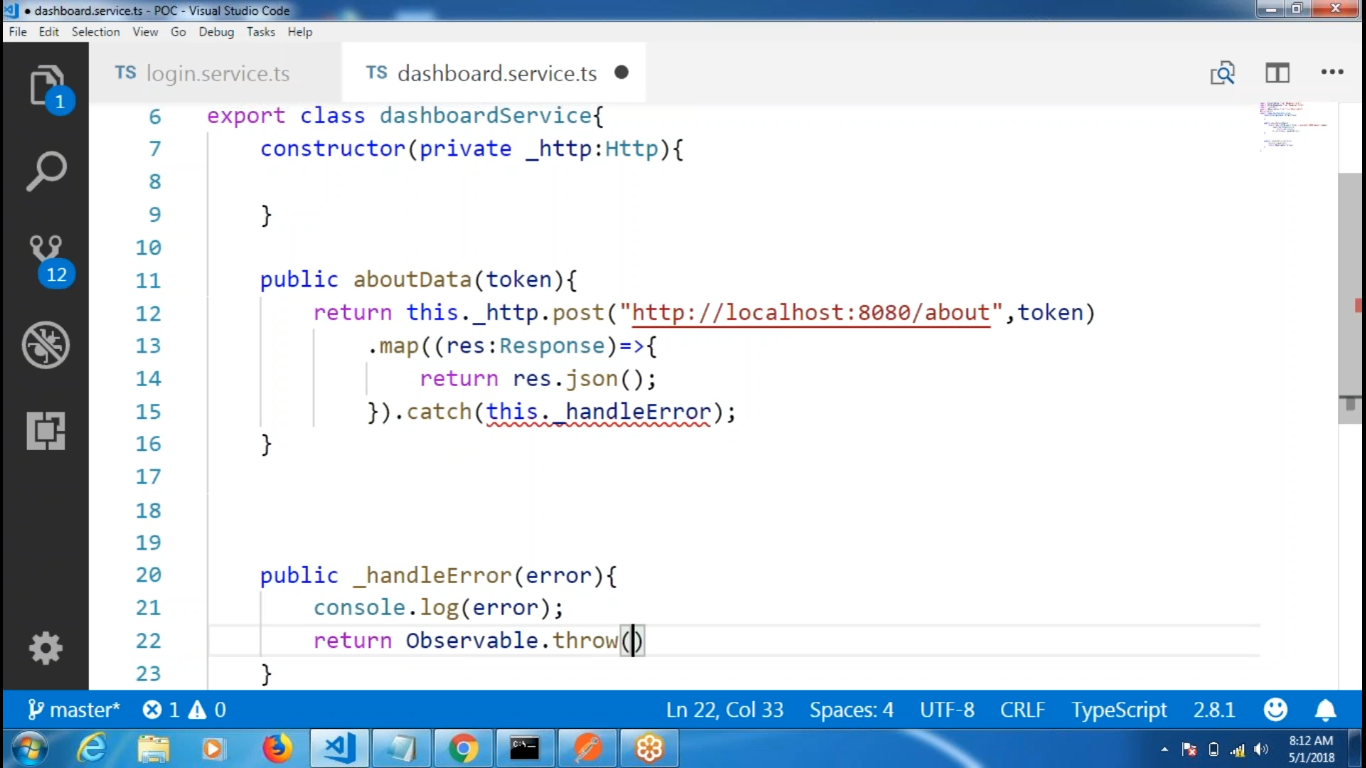 • dashboard.service.ts - POC - Visual Studio Code
File Edit Selection View Go Debug Tasks Help
1
TS login.service.ts
TS dashboard.service.ts ●
6 export class dashboardService{
7 constructor(private _http:Http){
8
9 }
10
11 public aboutData(token){
12 return this._http.post("http://localhost:8080/about",token)
13 .map((res:Response)=>{
14 return res.json();
15 }).catch(this._handleError);
16 }
17
18
19
20 public _handleError(error){
21 console.log(error);
22 return Observable.throw()
23 }
12
master* 1 0 Ln 22, Col 33 Spaces: 4 UTF-8 CRLF TypeScript 2.8.1
8:12 AM
5/1/2018